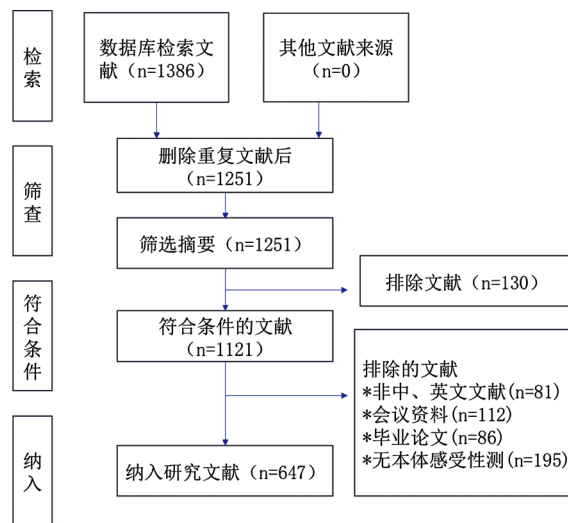 检索
数据库检索文
献（n=1386）
其他文献来源
（n=0）
删除重复文献后
（n=1251）
筛查
筛选摘要（n=1251）
排除文献（n=130）
符合条件
符合条件的文献
（n=1121）
排除的文献
*非中、英文文献(n=81)
*会议资料(n=112)
*毕业论文(n=86)
*无本体感受性测(n=195)
纳入
纳入研究文献（n=647）